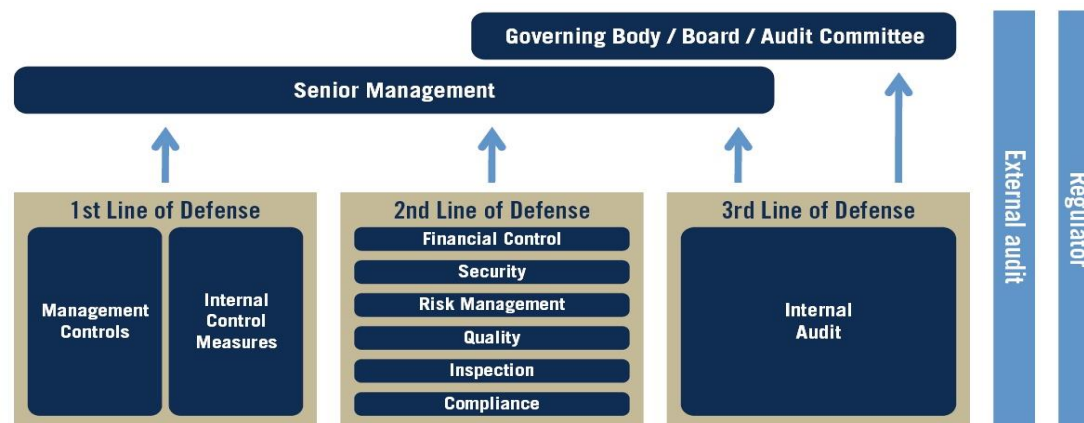 Governing Body / Board / Audit Committee
Senior Management
1st Line of Defense
Management
Controls
Internal
Control
Measures
2nd Line of Defense
Financial Control
Security
Risk Management
Quality
Inspection
Compliance
3rd Line of Defense
Internal
Audit
External audit
Regulator